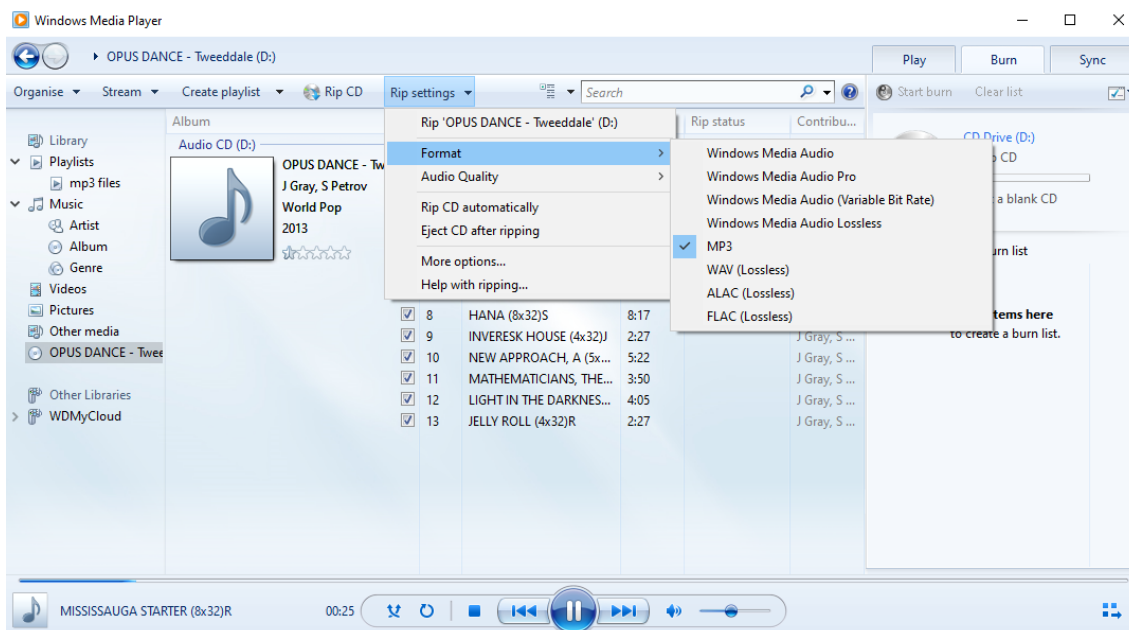 Windows Media Player
OPUS DANCE - Tweeddale (D:)
Play Burn Sync
Organise Stream Create playlist Rip CD Rip settings Search Start burn Clear list
Album Rip status Contribu...
Library
Playlists
mp3 files
Music
Artist
Album
Genre
Videos
Pictures
Other media
OPUS DANCE - Twee
Other Libraries
WDMyCloud
Audio CD (D:)
OPUS DANCE - Tw
J Gray, S Petrov
World Pop
2013
Rip 'OPUS DANCE - Tweeddale' (D:)
Format
Audio Quality
Rip CD automatically
Eject CD after ripping
More options...
Help with ripping...
Windows Media Audio
Windows Media Audio Pro
Windows Media Audio (Variable Bit Rate)
Windows Media Audio Lossless
MP3
WAV (Lossless)
ALAC (Lossless)
FLAC (Lossless)
8 HANA (8x32)S 8:17
9 INVERESK HOUSE (4x32)J 2:27 J Gray, S ...
10 NEW APPROACH, A (5x... 5:22 J Gray, S ...
11 MATHEMATICIANS, THE... 3:50 J Gray, S ...
12 LIGHT IN THE DARKNES... 4:05 J Gray, S ...
13 JELLY ROLL (4x32)R 2:27 J Gray, S ...
CD Drive (D:)
CD
a blank CD
list
here
to create a burn list.
MISSISSAUGA STARTER (8x32)R 00:25